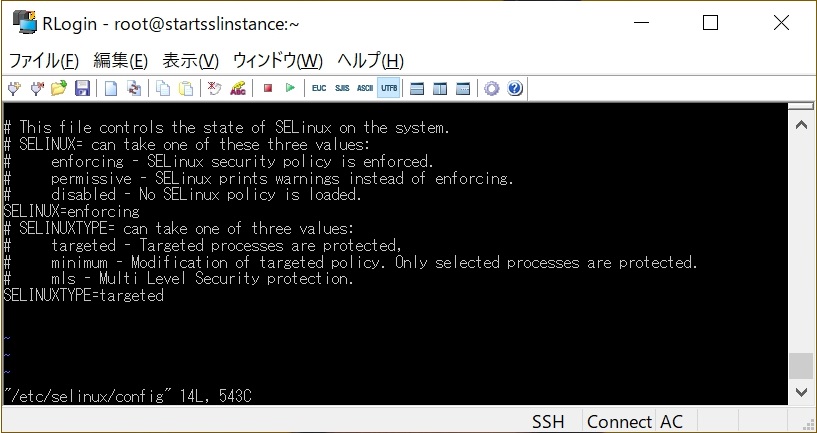 RLogin - root@startsslinstance:~
ファイル(F) 編集(E) 表示(V) ウィンドウ(W) ヘルプ(H)
EUC SJIS ASCII UTF8
# This file controls the state of SELinux on the system.
# SELINUX= can take one of these three values:
#     enforcing - SELinux security policy is enforced.
#     permissive - SELinux prints warnings instead of enforcing.
#     disabled - No SELinux policy is loaded.
SELINUX=enforcing
# SELINUXTYPE= can take one of three values:
#     targeted - Targeted processes are protected,
#     minimum - Modification of targeted policy. Only selected processes are protected.
#     mls - Multi Level Security protection.
SELINUXTYPE=targeted
~
~
~
"/etc/selinux/config" 14L, 543C
SSH Connect AC